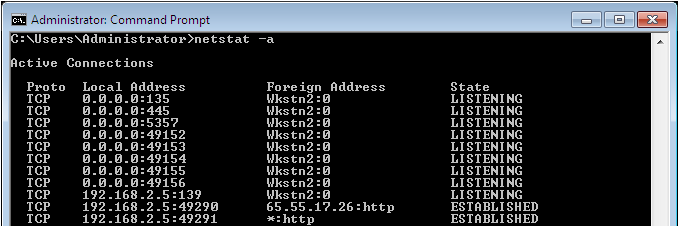 Administrator: Command Prompt
C:\Users\Administrator>netstat -a
Active Connections
Proto Local Address Foreign Address State
TCP 0.0.0.0:135 Wkstn2:0 LISTENING
TCP 0.0.0.0:445 Wkstn2:0 LISTENING
TCP 0.0.0.0:5357 Wkstn2:0 LISTENING
TCP 0.0.0.0:49152 Wkstn2:0 LISTENING
TCP 0.0.0.0:49153 Wkstn2:0 LISTENING
TCP 0.0.0.0:49154 Wkstn2:0 LISTENING
TCP 0.0.0.0:49155 Wkstn2:0 LISTENING
TCP 0.0.0.0:49156 Wkstn2:0 LISTENING
TCP 192.168.2.5:139 Wkstn2:0 LISTENING
TCP 192.168.2.5:49290 65.55.17.26:http ESTABLISHED
TCP 192.168.2.5:49291 *:http ESTABLISHED